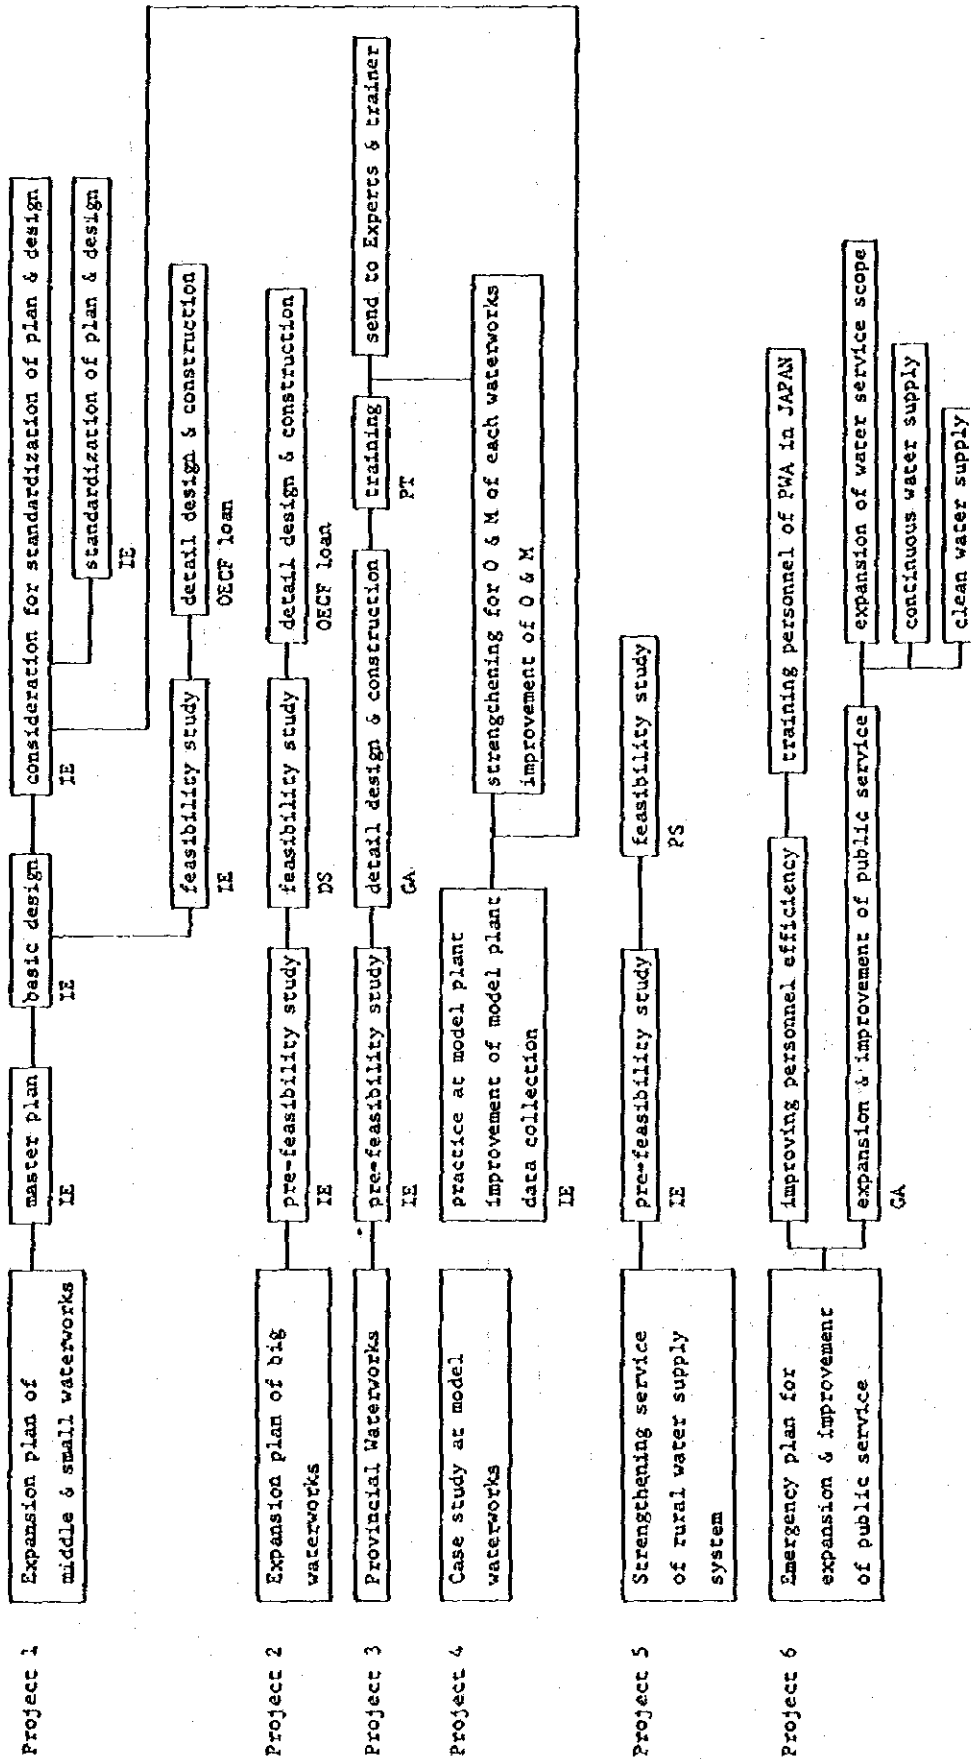 Project 1
Expansion plan of
middle & small waterworks
master plan
IE
basic design
IE
consideration for standardization of plan & design
IE
standardization of plan & design
IE
feasibility study
IE
detail design & construction
OECF loan
Project 2
Expansion plan of big
waterworks
pre-feasibility study
IE
feasibility study
DS
detail design & construction
OECF loan
Project 3
Provincial Waterworks
pre-feasibility study
IE
detail design & construction
GA
training
PT
send to Experts & trainer
Project 4
Case study at model
waterworks
practice at model plant
improvement of model plant
data collection
IE
strengchening for O & M of each waterworks
improvement of O & M
Project 5
Strengthening service
of rural water supply
system
pre-feasibility study
IE
feasibility study
PS
Project 6
Emergency plan for
expansion & improvement
of public service
improving personnel efficiency
training personnel of PWA in JAPAN
expansion & improvement of public service
GA
expansion of water service scope
continuous water supply
clean water supply